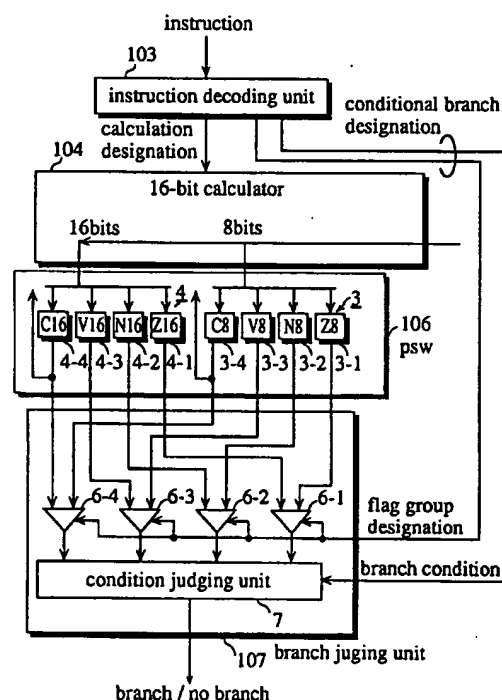 instruction
103
instruction decoding unit
conditional branch
designation
calculation
designation
104
16-bit calculator
16bits
8bits
4
3
C16 V16 N16 Z16
C8 V8 N8 Z8
4-4 4-3 4-2 4-1
3-4 3-3 3-2 3-1
106
psw
6-4
6-3
6-2
6-1
flag group
designation
branch condition
condition judging unit
7
107
branch juging unit
branch / no branch